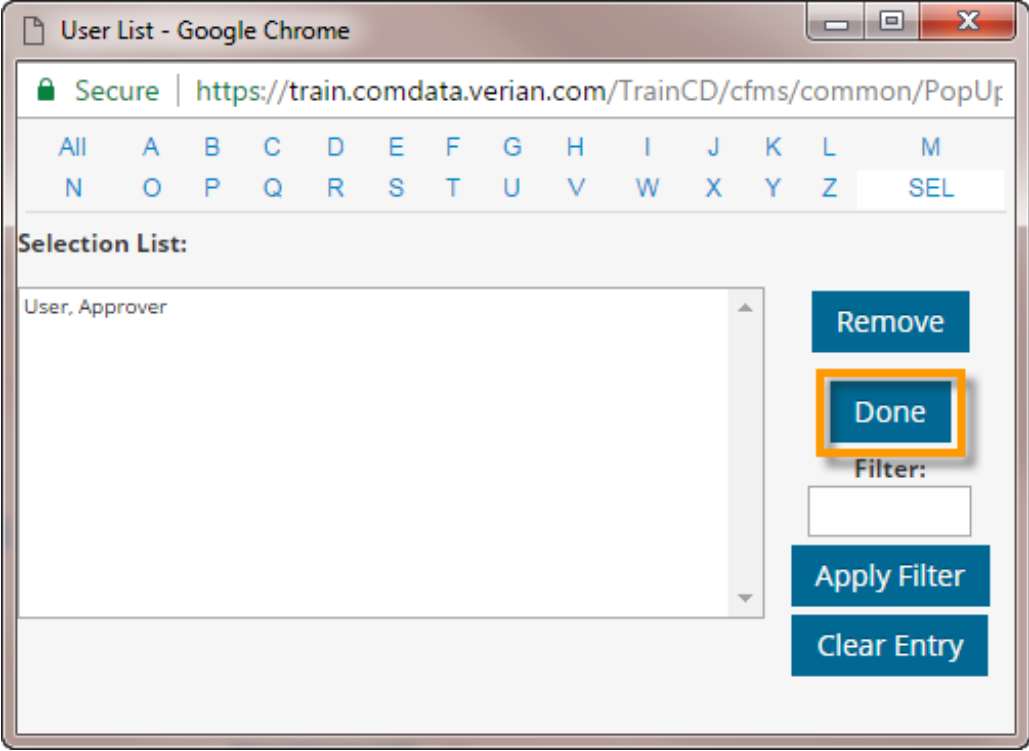 User List - Google Chrome
Secure | https://train.comdata.verian.com/TrainCD/cfms/common/PopUp
All A B C D E F G H I J K L M
N O P Q R S T U V W X Y Z SEL
Selection List:
User, Approver
Remove
Done
Filter:
Apply Filter
Clear Entry